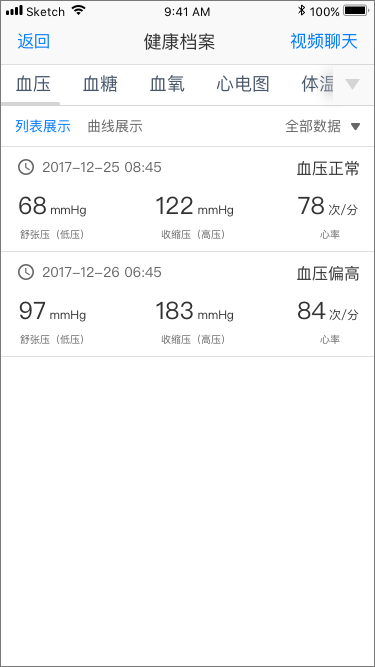 Sketch 9:41 AM 100%
返回 健康档案 视频聊天
血压 血糖 血氧 心电图 体温
列表展示 曲线展示 全部数据
2017-12-25 08:45 血压正常
68 mmHg 122 mmHg 78 次/分
舒张压（低压） 收缩压（高压） 心率
2017-12-26 06:45 血压偏高
97 mmHg 183 mmHg 84 次/分
舒张压（低压） 收缩压（高压） 心率